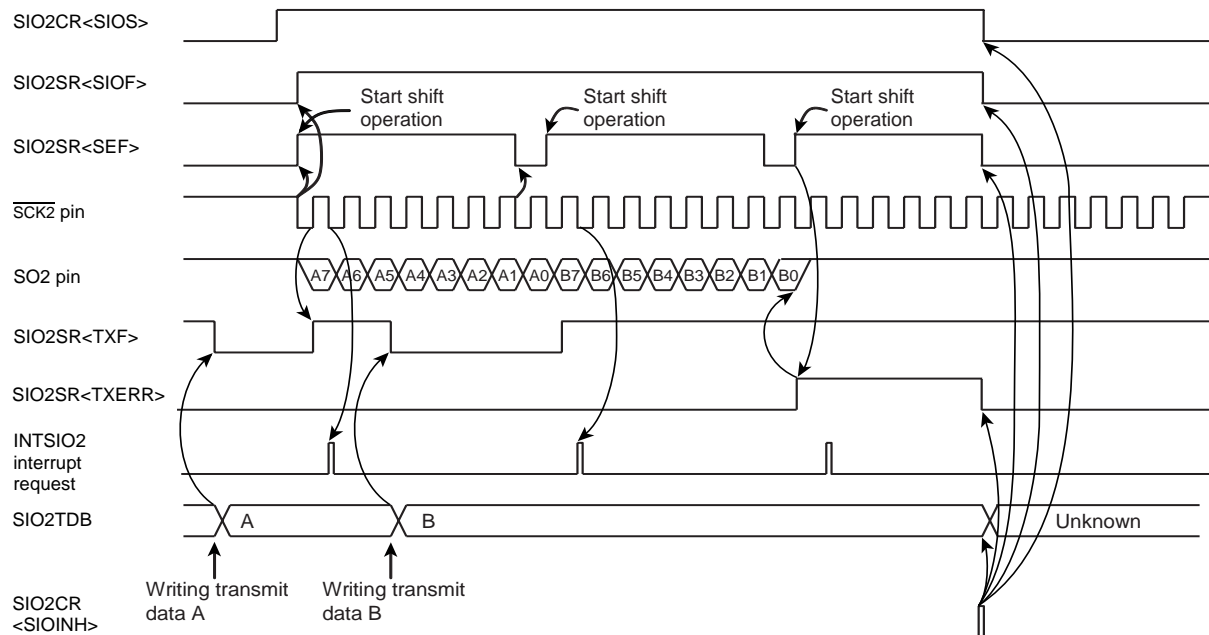 SIO2CR<SIOS>
SIO2SR<SIOF>
Start shift
operation
Start shift
operation
Start shift
operation
SIO2SR<SEF>
SCK2 pin
SO2 pin
A7 A6 A5 A4 A3 A2 A1 A0 B7 B6 B5 B4 B3 B2 B1 B0
SIO2SR<TXF>
SIO2SR<TXERR>
INTSIO2
interrupt
request
SIO2TDB
A
B
Unknown
Writing transmit
data A
Writing transmit
data B
SIO2CR
<SIOINH>